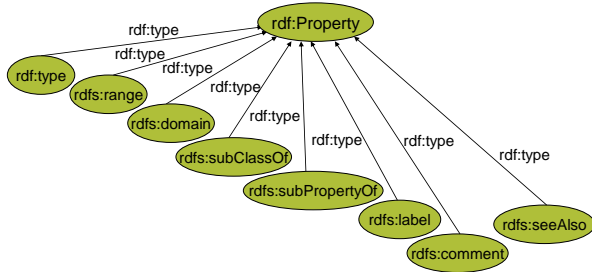 rdf:Property
rdf:type
rdf:type
rdf:type
rdf:type
rdf:type
rdfs:range
rdfs:domain
rdf:type
rdf:type
rdf:type
rdf:type
rdfs:subClassOf
rdfs:subPropertyOf
rdfs:label
rdfs:seeAlso
rdfs:comment